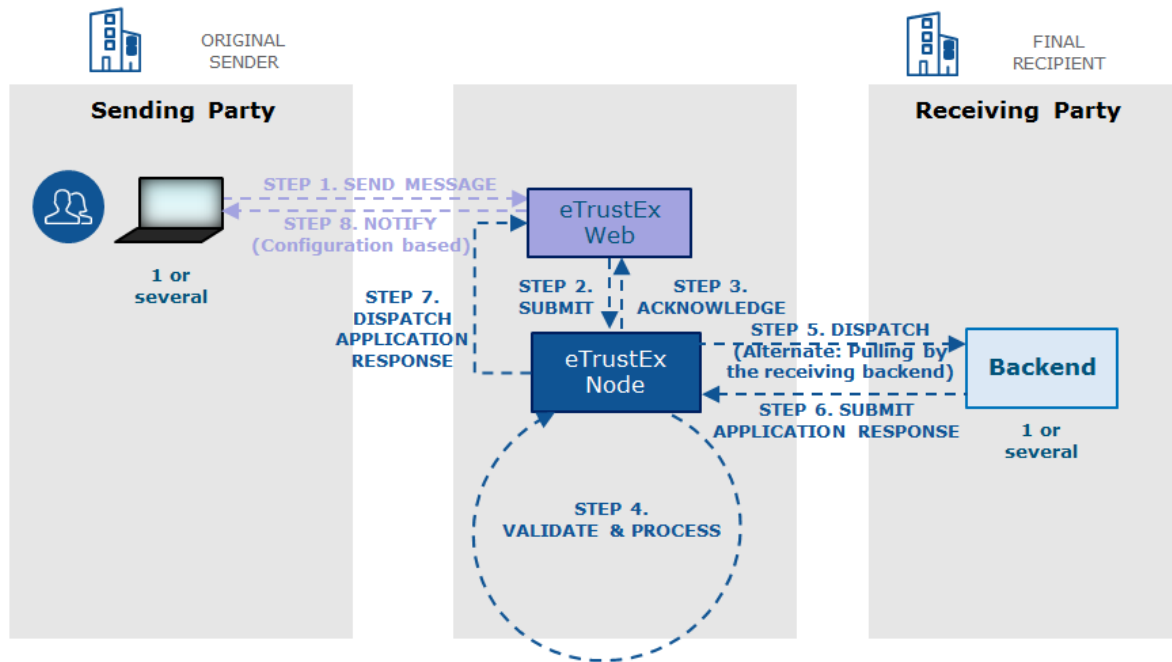 ORIGINAL
SENDER
FINAL
RECIPIENT
Sending Party
Receiving Party
STEP 1. SEND MESSAGE
STEP 8. NOTIFY
(Configuration based)
1 or
several
eTrustEx
Web
STEP 2.
SUBMIT
STEP 3.
ACKNOWLEDGE
STEP 7.
DISPATCH
APPLICATION
RESPONSE
eTrustEx
Node
STEP 5. DISPATCH
(Alternate: Pulling by
the receiving backend)
STEP 6. SUBMIT
APPLICATION RESPONSE
Backend
1 or
several
STEP 4.
VALIDATE & PROCESS